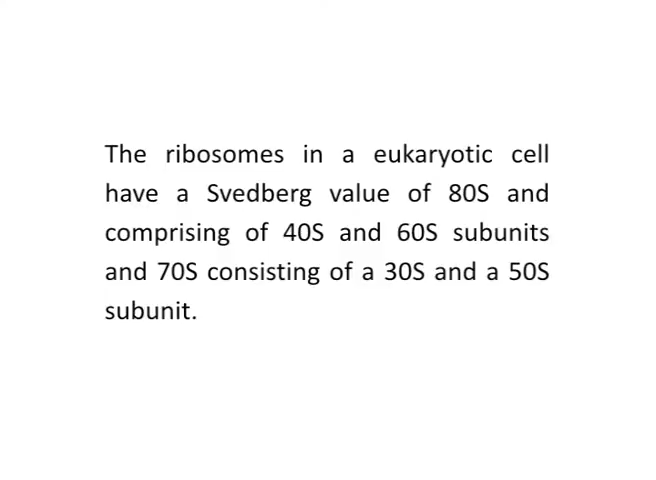 The ribosomes in a eukaryotic cell
have a Svedberg value of 80S and
comprising of 40S and 60S subunits
and 70S consisting of a 30S and a 50S
subunit.